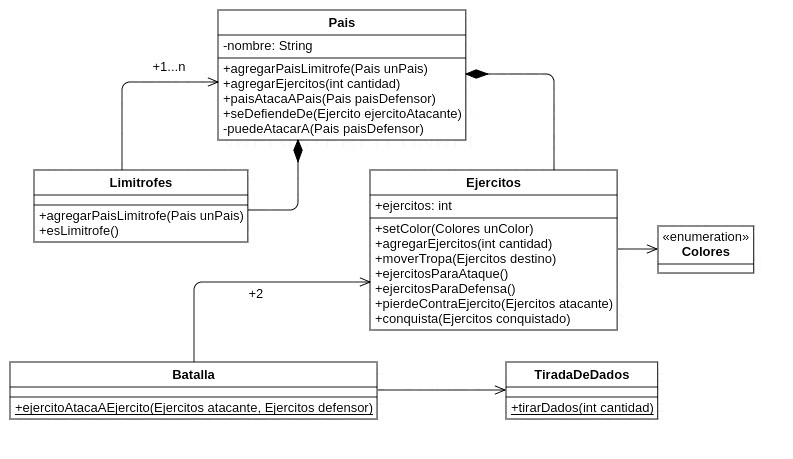 Pais
-nombre: String
+agregarPaisLimitrofe(Pais unPais)
+agregarEjercitos(int cantidad)
+paisAtacaAPais(Pais paisDefensor)
+seDefiendeDe(Ejercito ejercitoAtacante)
-puedeAtacarA(Pais paisDefensor)
+1...n
Limitrofes
+agregarPaisLimitrofe(Pais unPais)
+esLimitrofe()
Ejercitos
+ejercitos: int
+setColor(Colores unColor)
+agregarEjercitos(int cantidad)
+moverTropa(Ejercitos destino)
+ejercitosParaAtaque()
+ejercitosParaDefensa()
+pierdeContraEjercito(Ejercitos atacante)
+conquista(Ejercitos conquistado)
«enumeration»
Colores
+2
Batalla
+ejercitoAtacaAEjercito(Ejercitos atacante, Ejercitos defensor)
TiradaDeDados
+tirarDados(int cantidad)